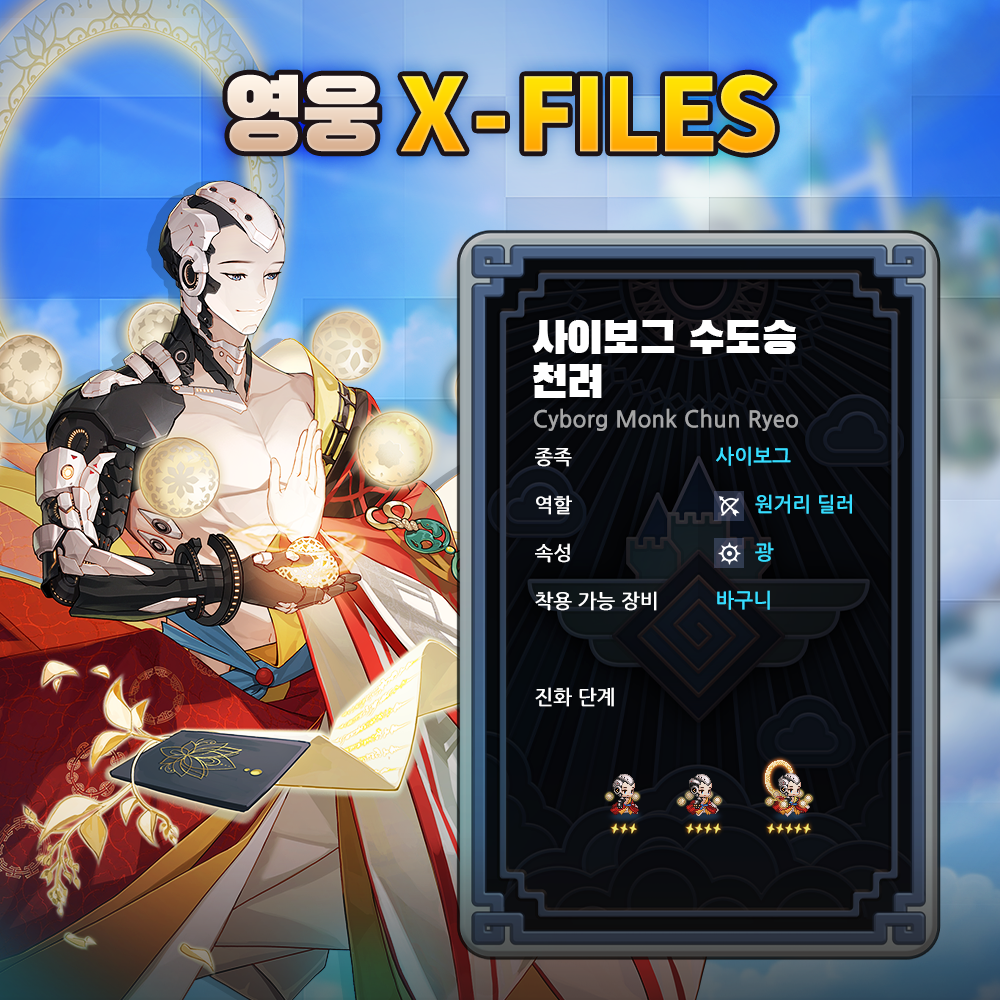 영웅 X-FILES
사이보그 수도승
천려
Cyborg Monk Chun Ryeo
종족 사이보그
역할 원거리 딜러
속성 광
착용 가능 장비 바구니
진화 단계